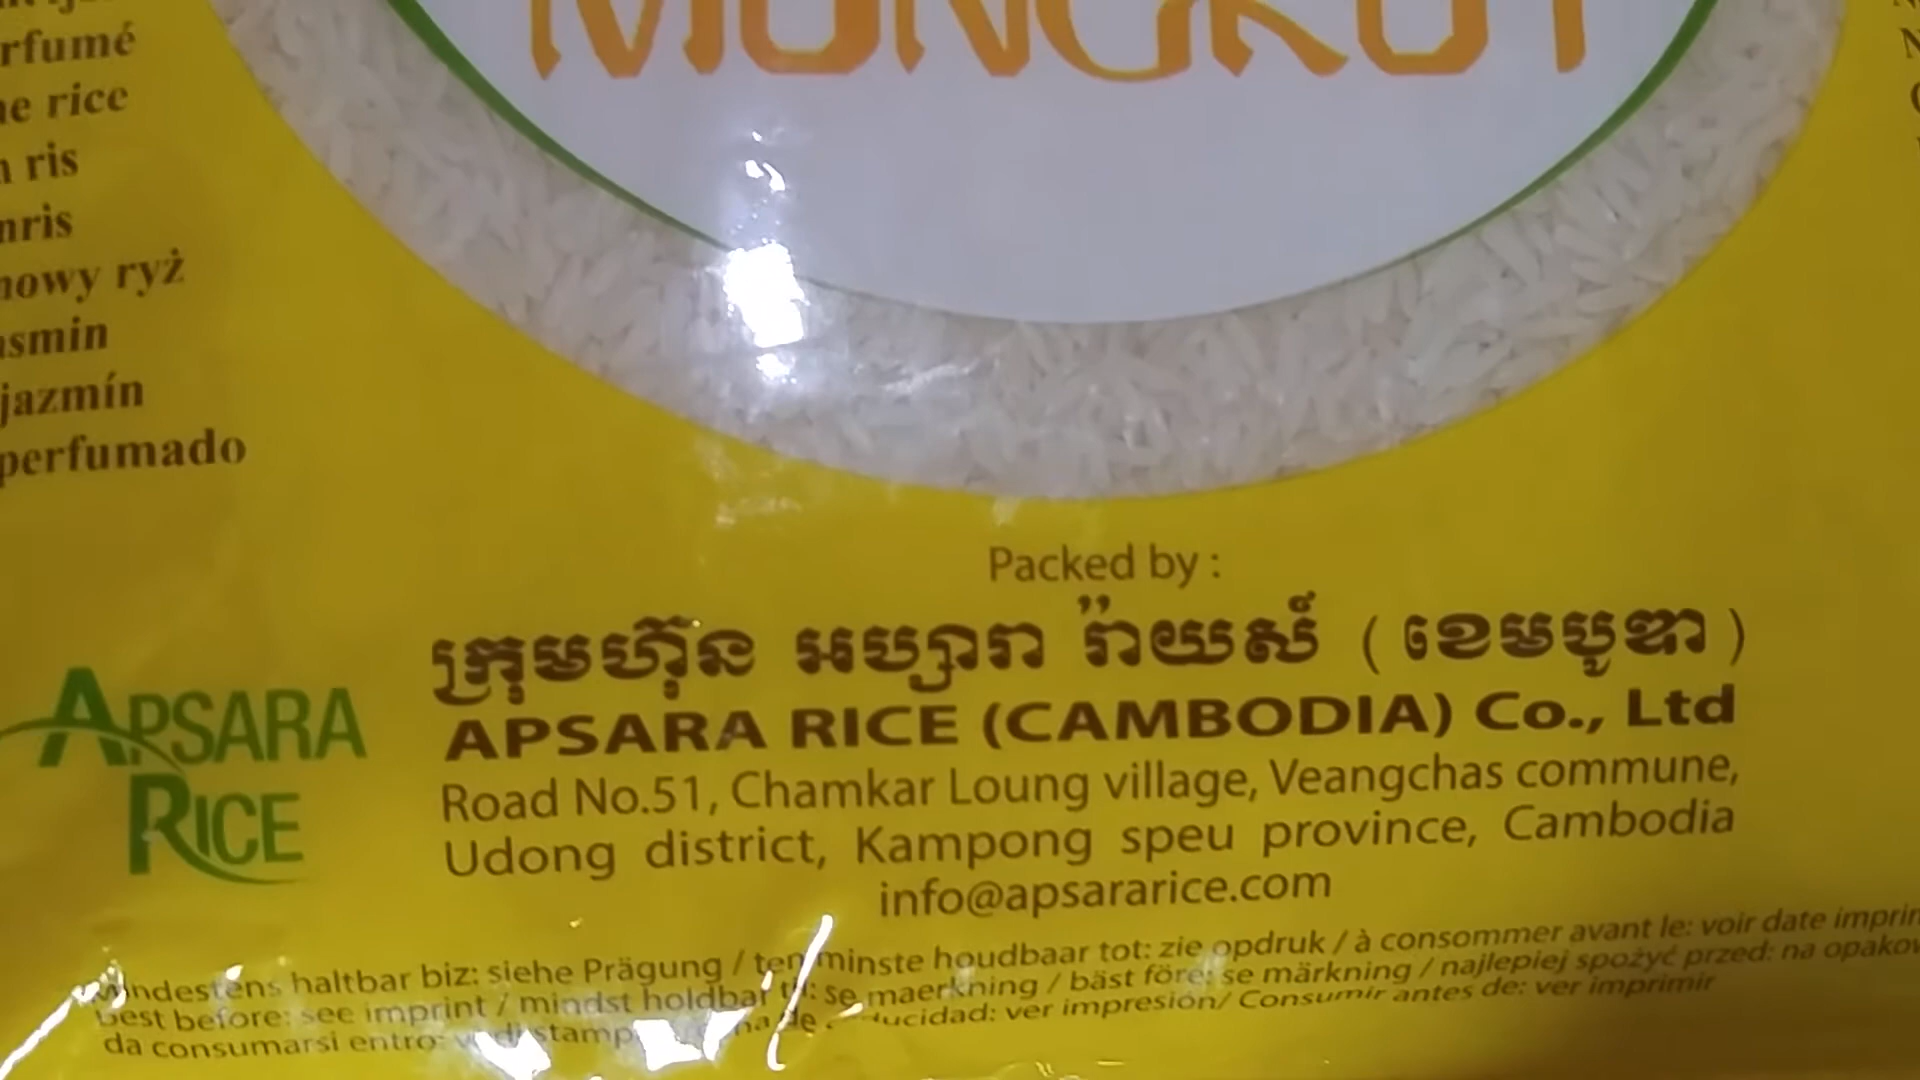 MONGKUT
rfumé
rice
ris
ryż
jazmín
perfumado
Packed by :
ក្រុមហ៊ុន អប្សារា រ៉ាយស៍ ( ខេមបូឌា )
APSARA RICE (CAMBODIA) Co., Ltd
Road No.51, Chamkar Loung village, Veangchas commune,
Udong district, Kampong speu province, Cambodia
info@apsararice.com
APSARA
RICE
Mindestens haltbar biz: siehe Prägung / ten minste houdbaar tot: zie opdruk / à consommer avant le: voir date imprim
best before: see imprint / mindst holdbar til: se maerkning / bäst före: se märkning / najlepiej spożyć przed: na opakow
da consumarsi entro: ver impresión/ Consumir antes de: ver imprimir